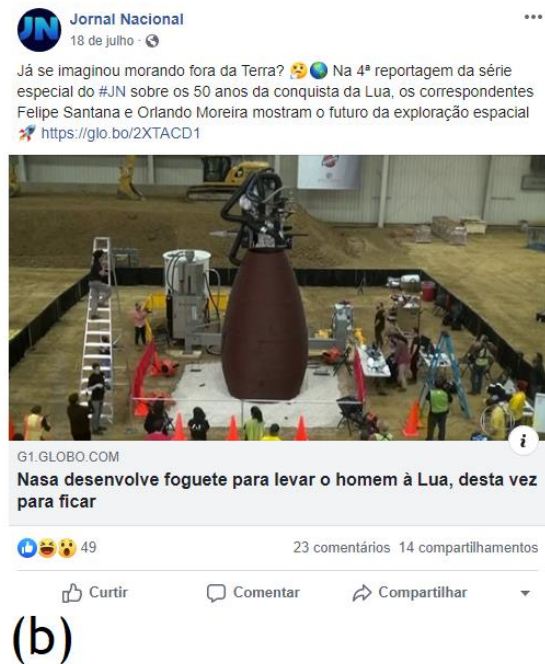 JN
Jornal Nacional
18 de julho ·
Já se imaginou morando fora da Terra? 🤔🌎 Na 4ª reportagem da série
especial do #JN sobre os 50 anos da conquista da Lua, os correspondentes
Felipe Santana e Orlando Moreira mostram o futuro da exploração espacial
🚀 https://glo.bo/2XTACD1
i
G1.GLOBO.COM
Nasa desenvolve foguete para levar o homem à Lua, desta vez
para ficar
49 23 comentários 14 compartilhamentos
Curtir Comentar Compartilhar
(b)